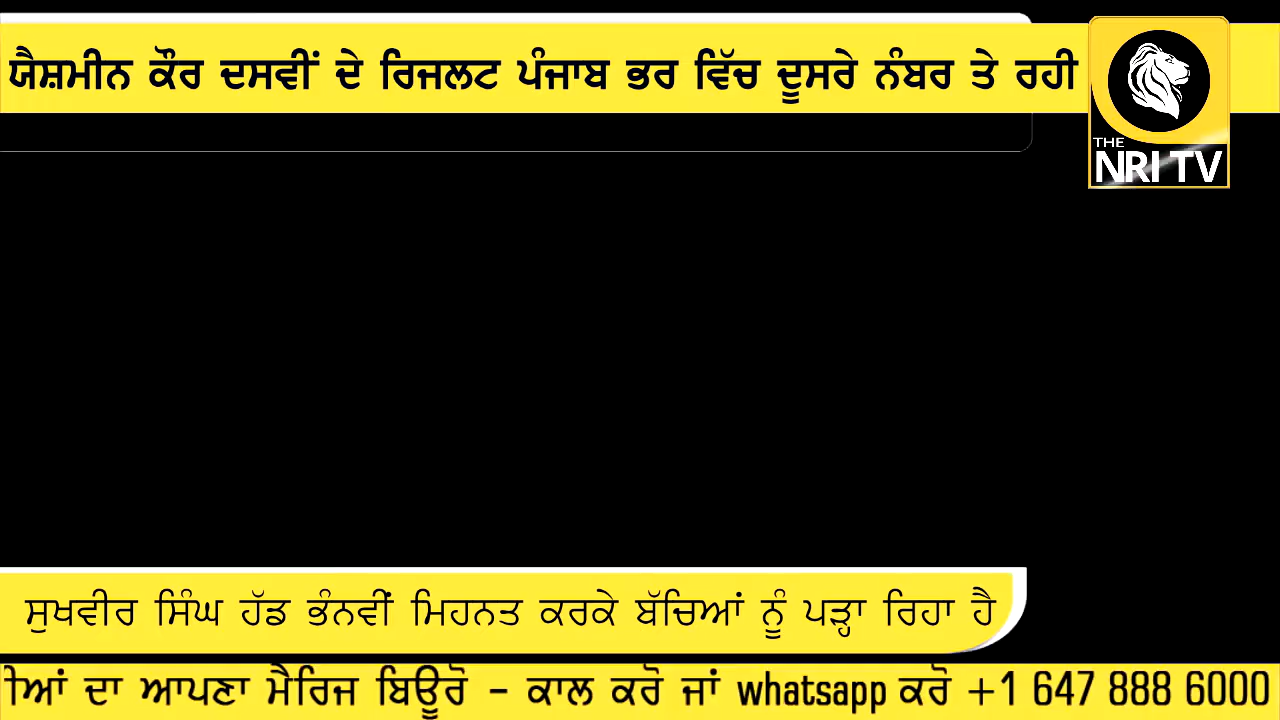 ਯੈਸ਼ਮੀਨ ਕੌਰ ਦਸਵੀਂ ਦੇ ਰਿਜਲਟ ਪੰਜਾਬ ਭਰ ਵਿੱਚ ਦੂਸਰੇ ਨੰਬਰ ਤੇ ਰਹੀ
THE
NRI TV
ਸੁਖਵੀਰ ਸਿੰਘ ਹੱਡ ਭੰਨਵੀਂ ਮਿਹਨਤ ਕਰਕੇ ਬੱਚਿਆਂ ਨੂੰ ਪੜ੍ਹਾ ਰਿਹਾ ਹੈ
ਦਾ ਆਪਣਾ ਮੈਰਿਜ ਬਿਊਰੋ - ਕਾਲ ਕਰੋ ਜਾਂ whatsapp ਕਰੋ +1 647 888 6000